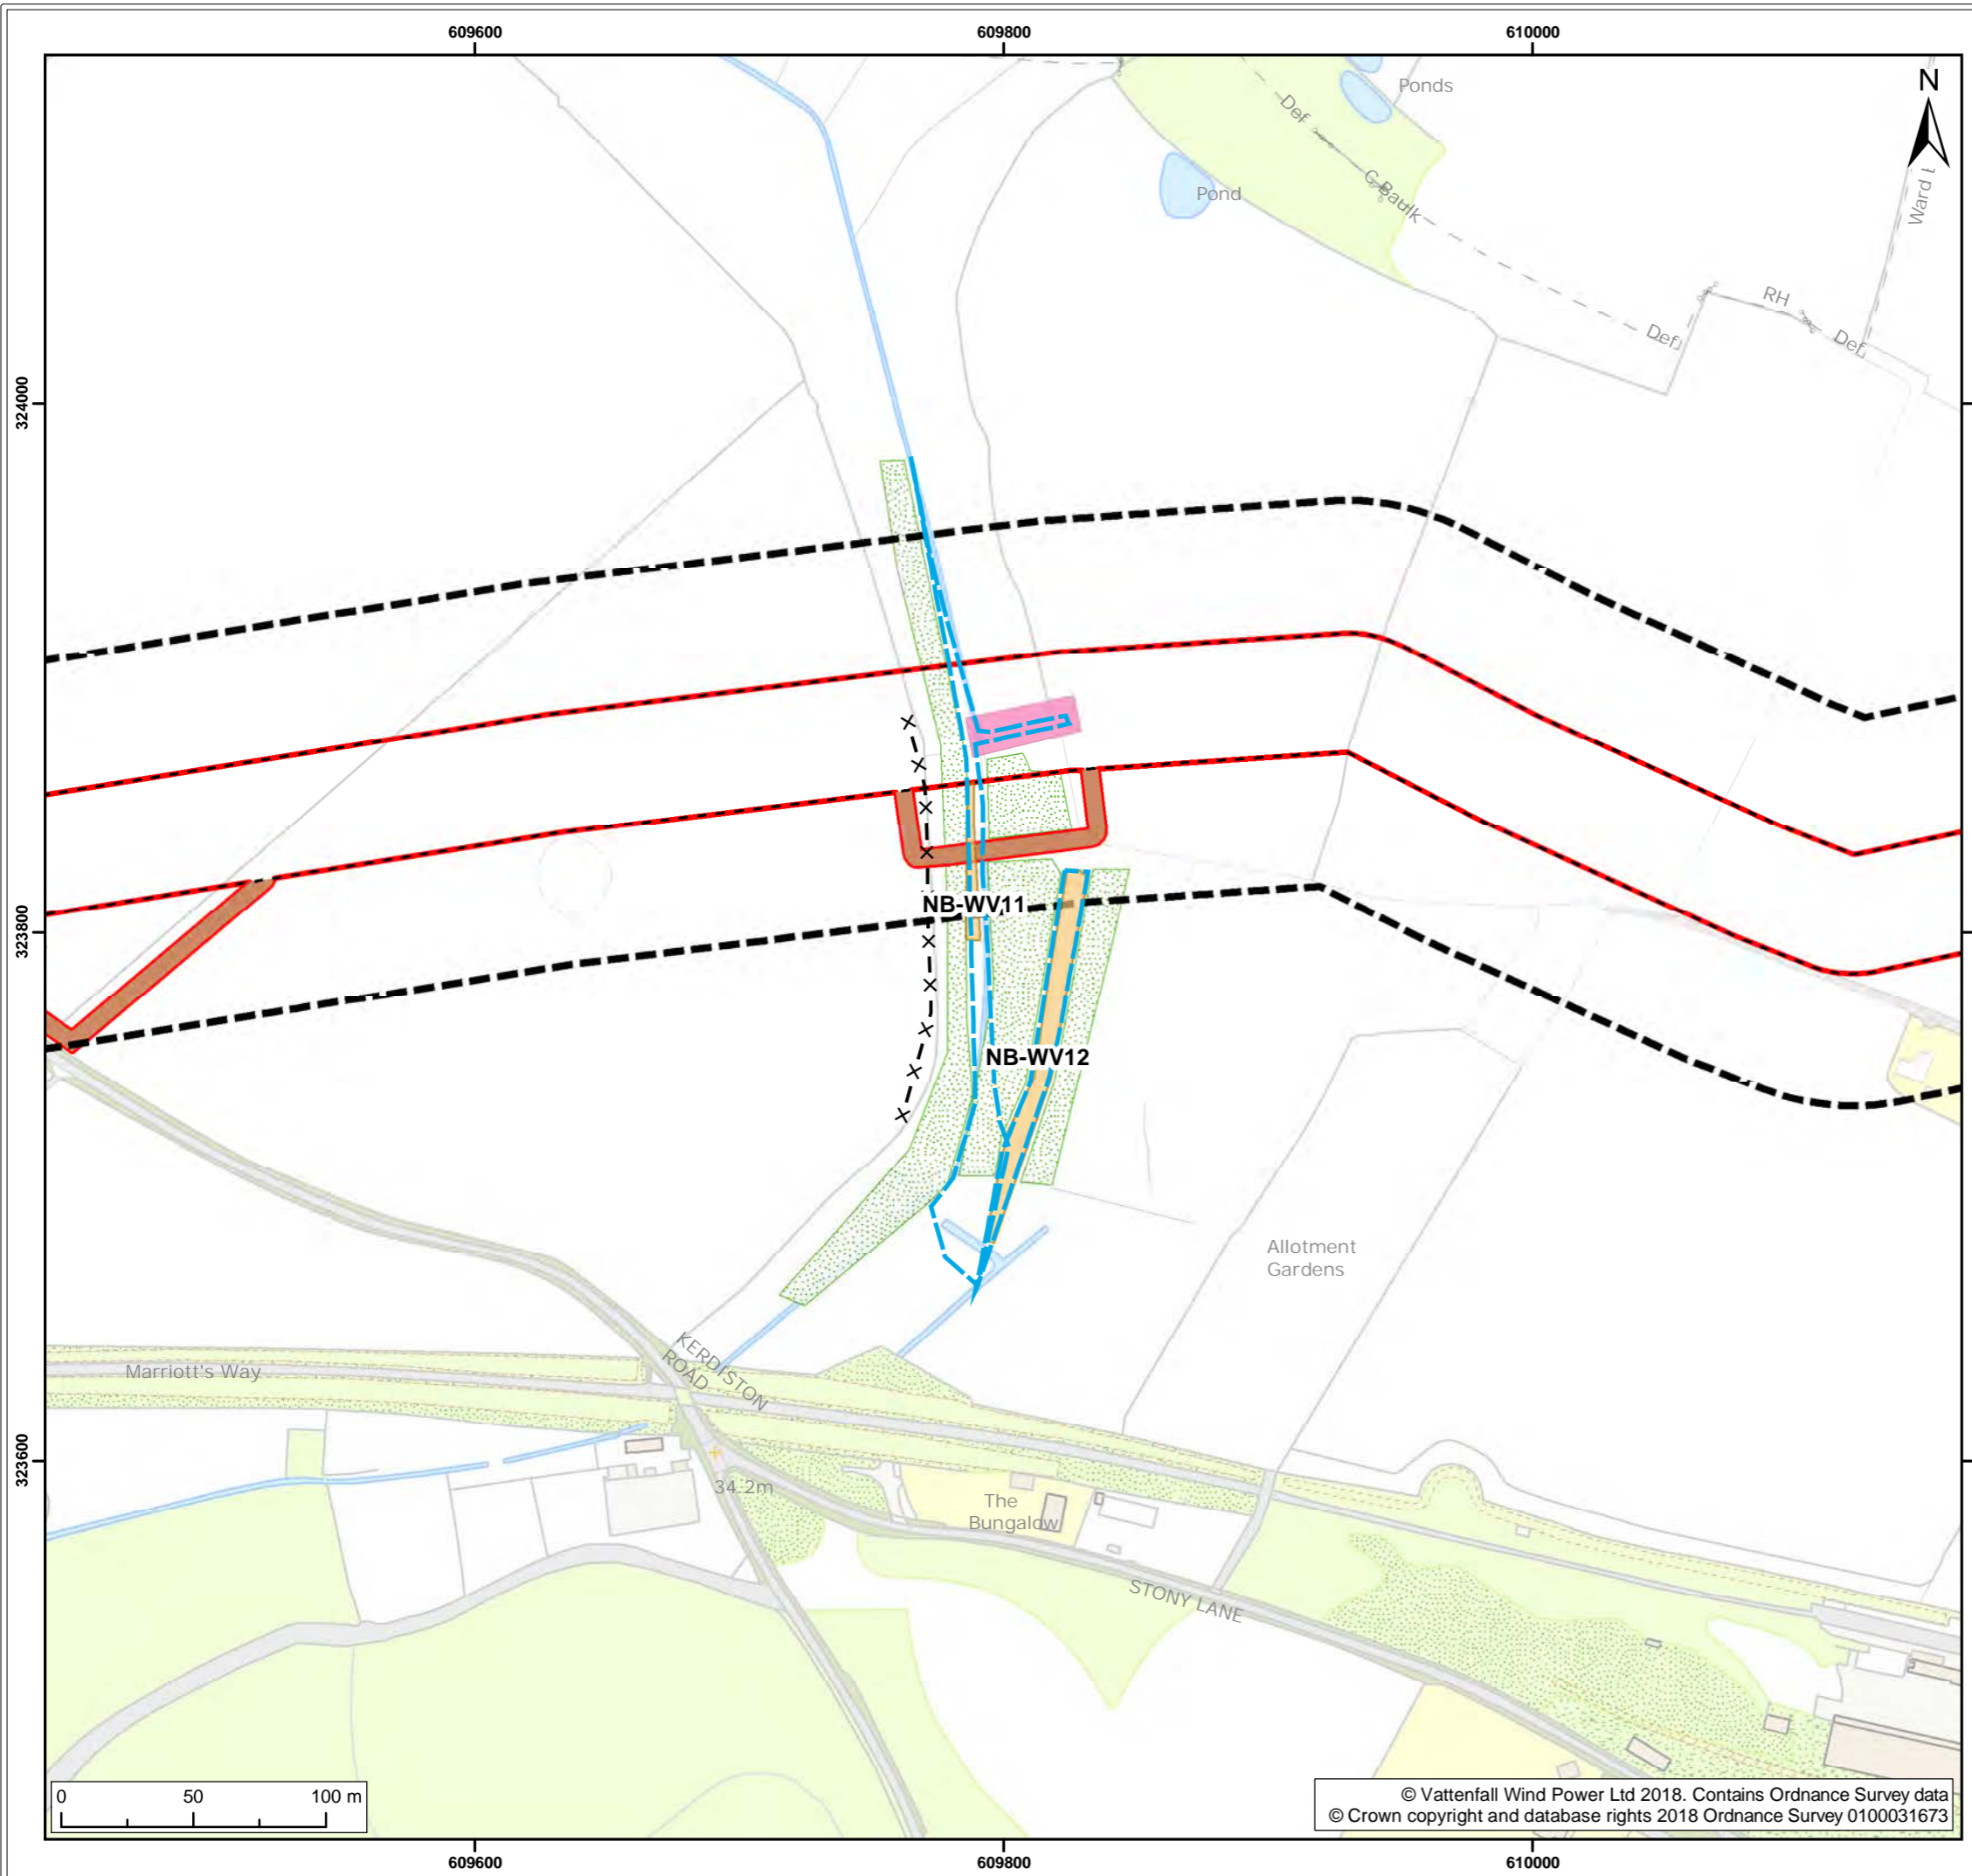 609600
609800
610000
N
Ponds
Def
Pond
C Baulk
RH
Def
Def
324000
NB-WV11
323800
NB-WV12
Allotment
Gardens
KERDISTON
ROAD
Marriott's Way
323600
34.2m
The
Bungalow
STONY LANE
0 50 100 m
© Vattenfall Wind Power Ltd 2018. Contains Ordnance Survey data
© Crown copyright and database rights 2018 Ordnance Survey 0100031673
609600
609800
610000